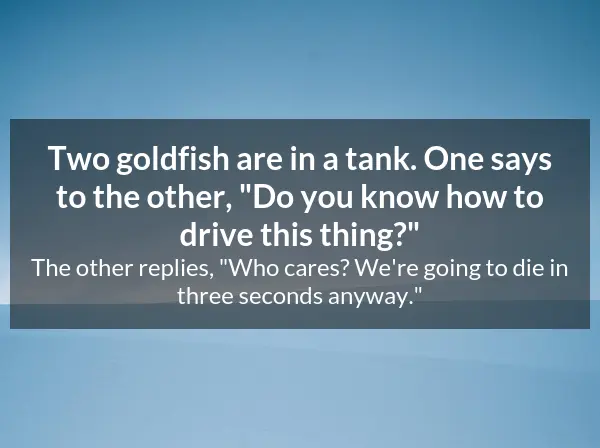 Two goldfish are in a tank. One says
to the other, "Do you know how to
drive this thing?"
The other replies, "Who cares? We're going to die in
three seconds anyway."